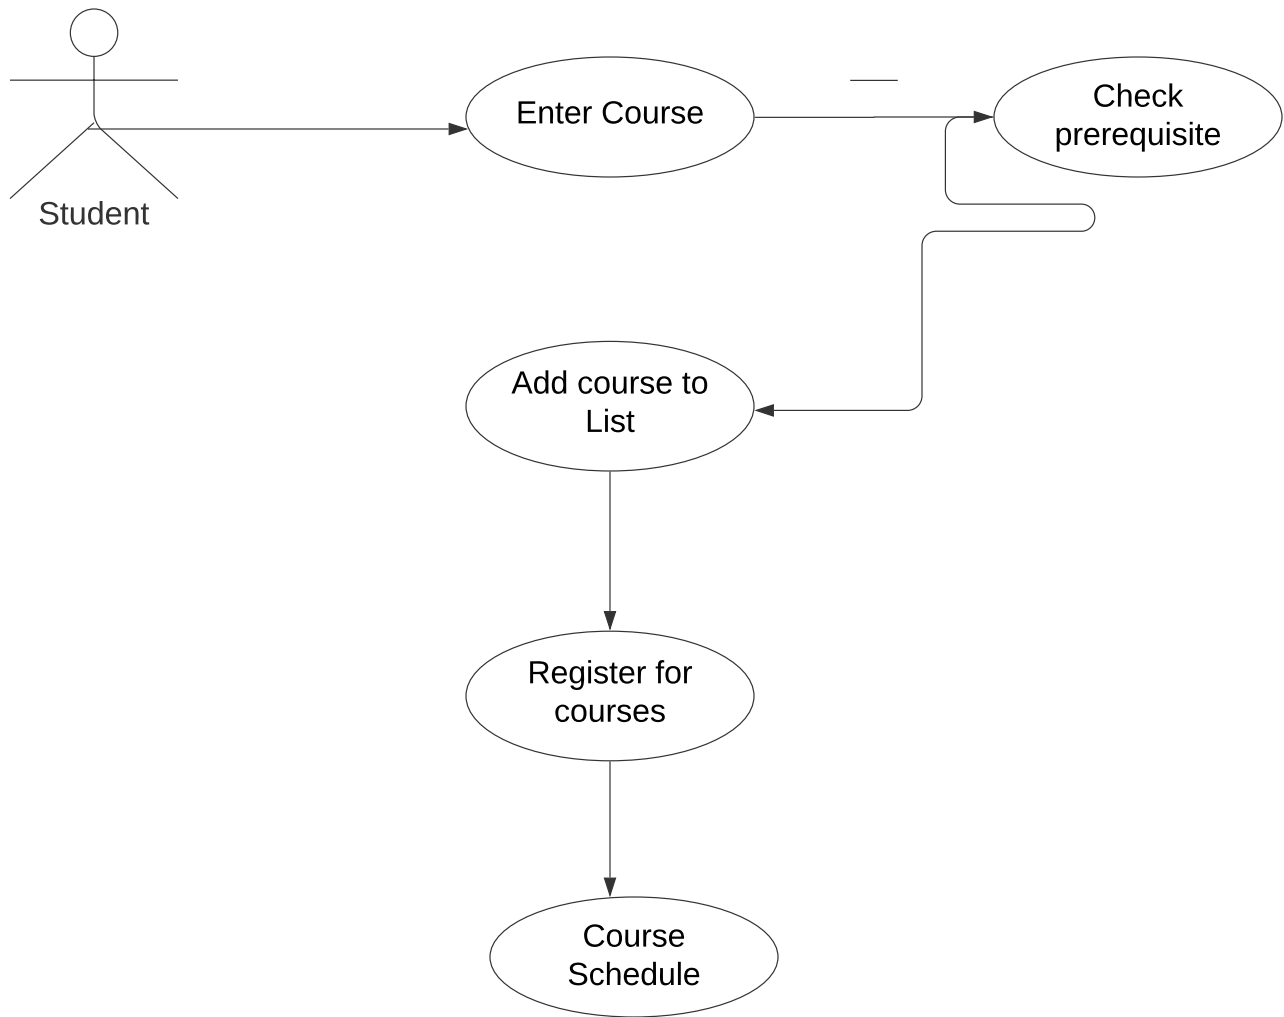 Enter Course
Check
prerequisite
Student
Add course to
List
Register for
courses
Course
Schedule